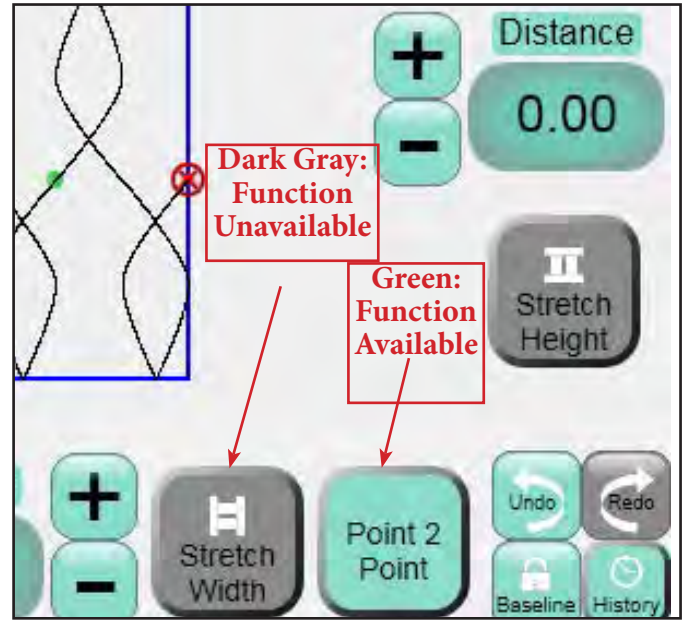 Distance
+
0.00
−
Dark Gray:
Function
Unavailable
Green:
Function
Available
Stretch
Height
+
−
Stretch
Width
Point 2
Point
Undo
Redo
Baseline
History